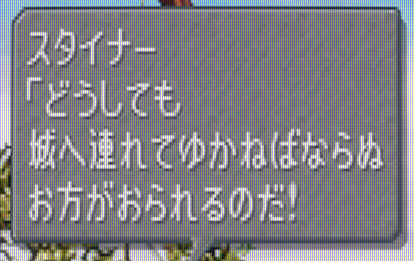 スタイナー
「どうしても
城へ連れてゆかねばならぬ
お方がおられるのだ!